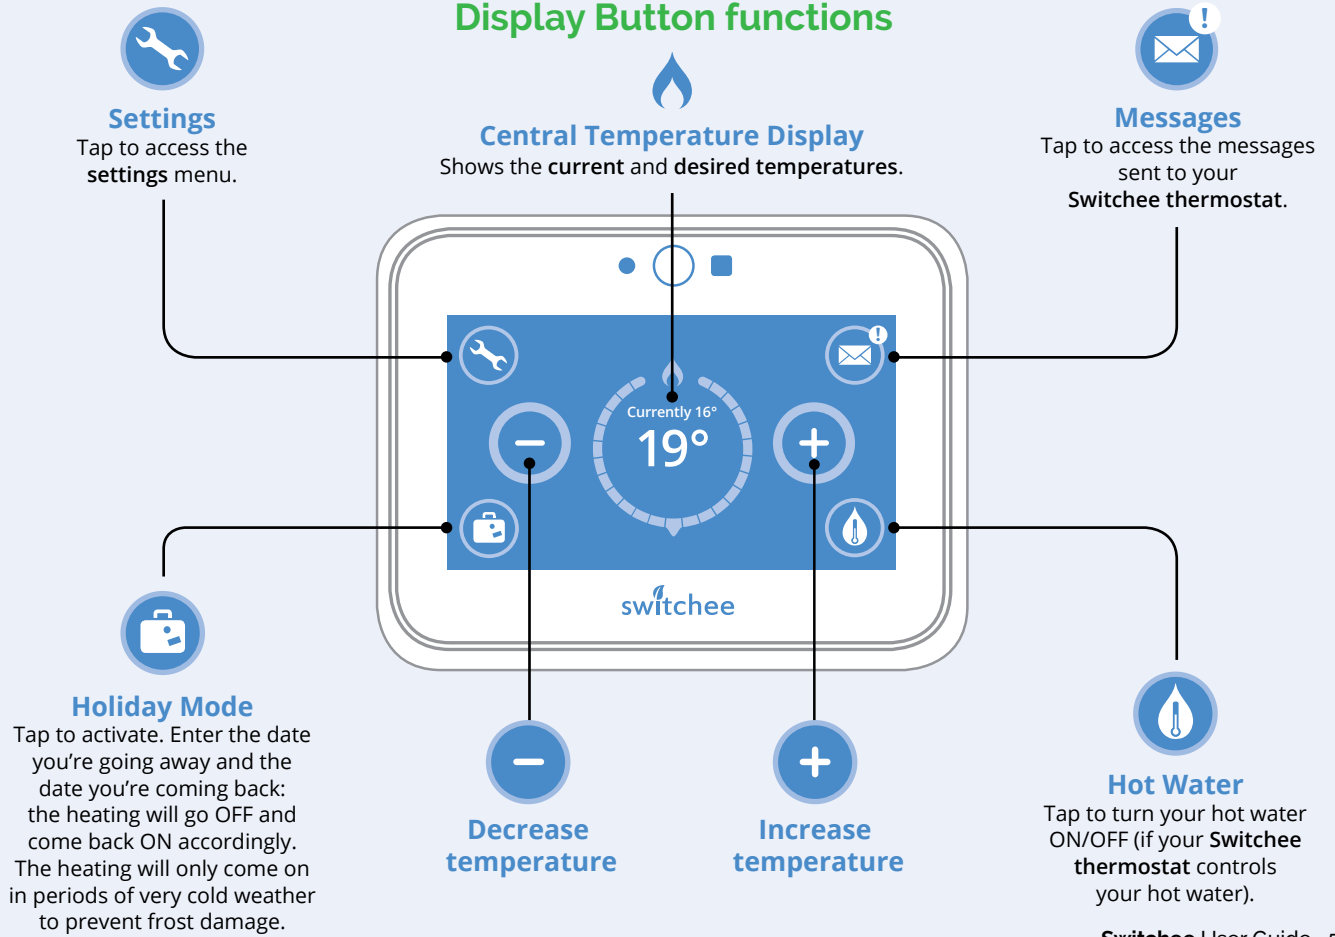 Display Button functions
!
Settings
Tap to access the
settings menu.
Central Temperature Display
Shows the current and desired temperatures.
Messages
Tap to access the messages
sent to your
Switchee thermostat.
!
Currently 16°
19°
switchee
Holiday Mode
Tap to activate. Enter the date
you’re going away and the
date you’re coming back:
the heating will go OFF and
come back ON accordingly.
The heating will only come on
in periods of very cold weather
to prevent frost damage.
Decrease
temperature
Increase
temperature
Hot Water
Tap to turn your hot water
ON/OFF (if your Switchee
thermostat controls
your hot water).
Switchee User Guide